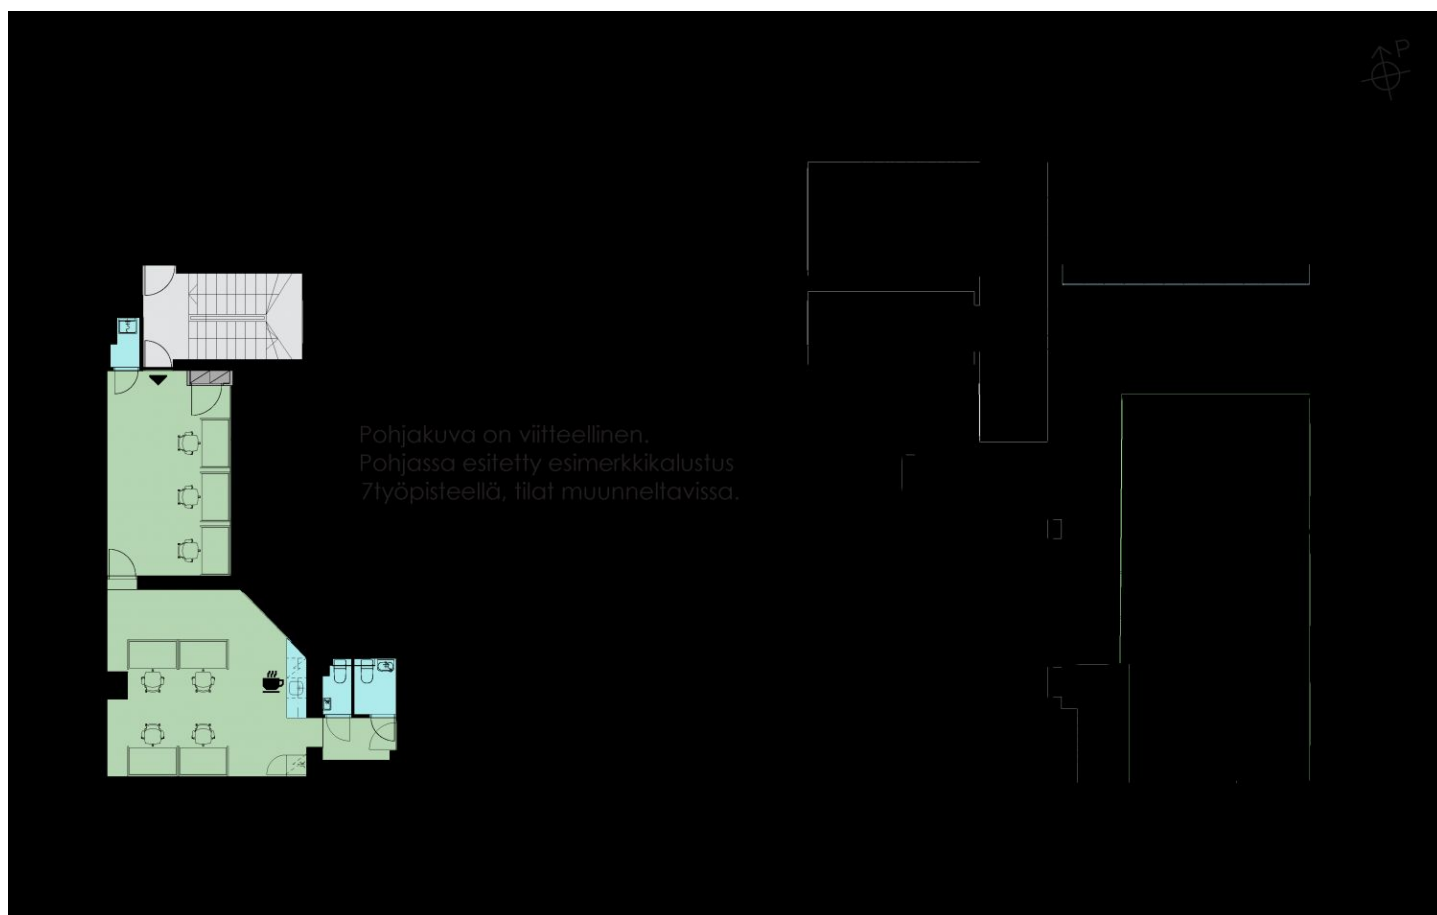 P
Pohjakuva on viitteellinen.
Pohjassa esitetty esimerkkikalustus
7työpisteellä, tilat muunneltavissa.